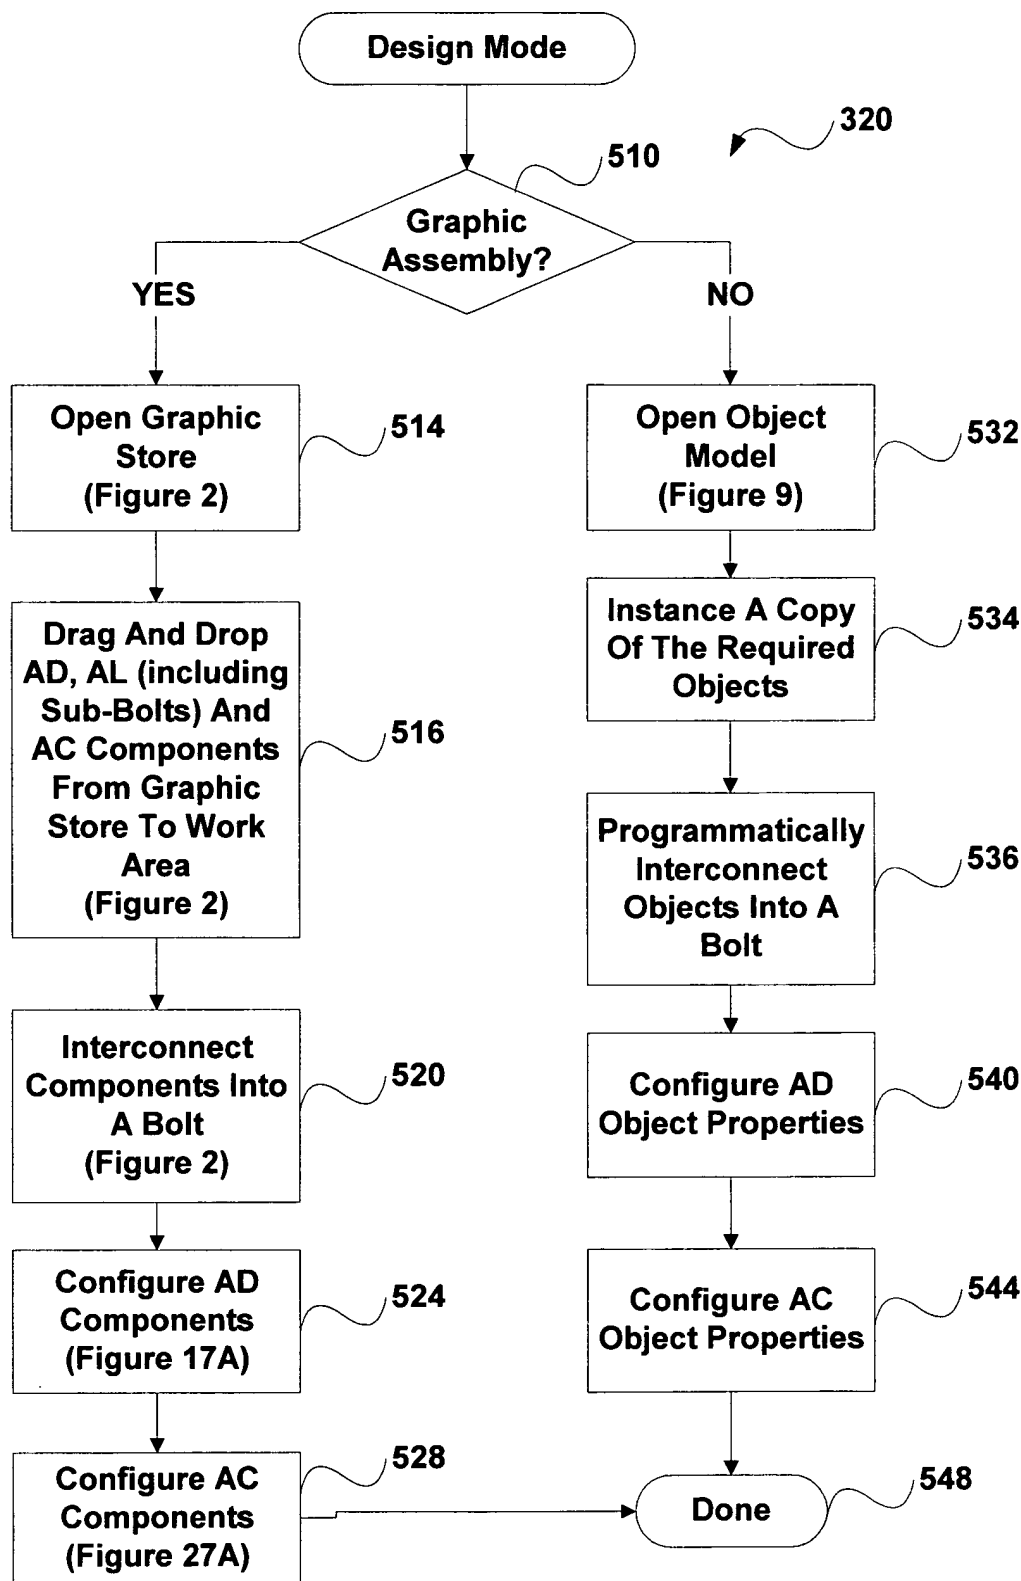 Design Mode
320
510
Graphic
Assembly?
YES
NO
Open Graphic
Store
(Figure 2)
514
Drag And Drop
AD, AL (including
Sub-Bolts) And
AC Components
From Graphic
Store To Work
Area
(Figure 2)
516
Interconnect
Components Into
A Bolt
(Figure 2)
520
Configure AD
Components
(Figure 17A)
524
Configure AC
Components
(Figure 27A)
528
Open Object
Model
(Figure 9)
532
Instance A Copy
Of The Required
Objects
534
Programmatically
Interconnect
Objects Into A
Bolt
536
Configure AD
Object Properties
540
Configure AC
Object Properties
544
Done
548